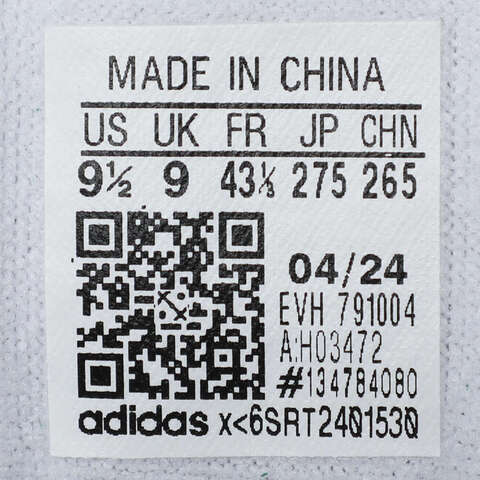 MADE IN CHINA
US UK FR JP CHN
9½ 9 43⅓ 275 265
04/24
EVH 791004
A:H03472
#134784080
adidas x<6SRT2401530